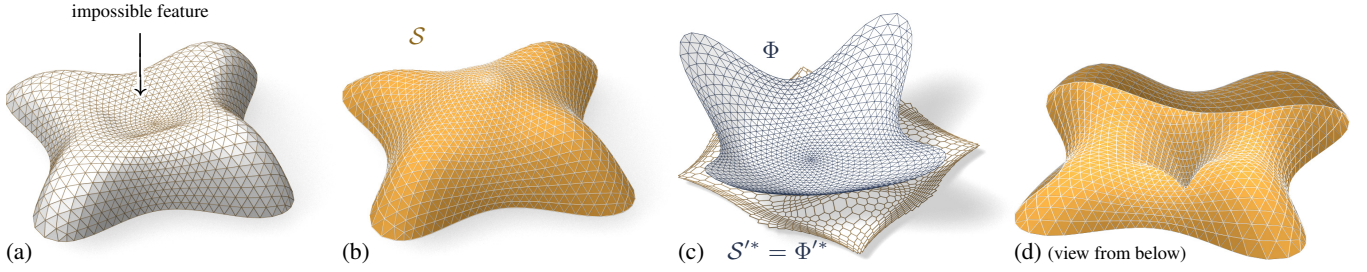 impossible feature
(a)
𝒮
(b)
Φ
(c)
𝒮′* = Φ′*
(d) (view from below)